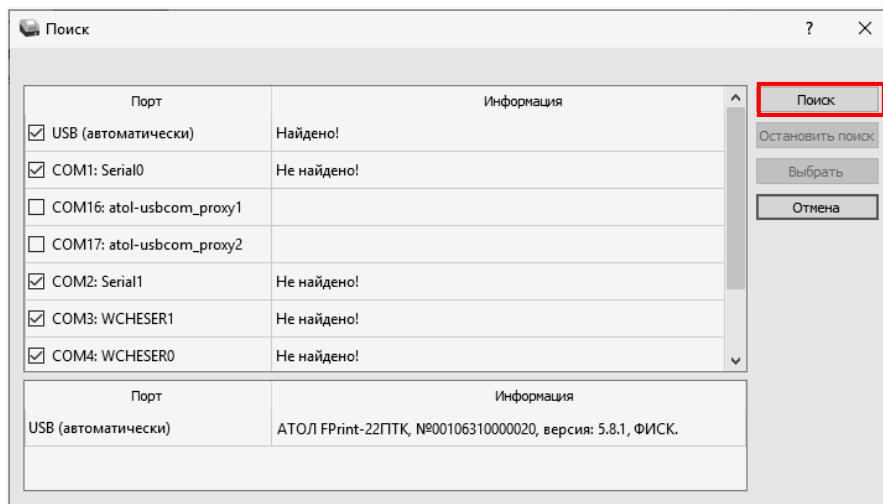 Поиск
Порт Информация
USB (автоматически) Найдено!
COM1: Serial0 Не найдено!
COM16: atol-usbcom_proxy1
COM17: atol-usbcom_proxy2
COM2: Serial1 Не найдено!
COM3: WCHESER1 Не найдено!
COM4: WCHESER0 Не найдено!
Поиск
Остановить поиск
Выбрать
Отмена
Порт Информация
USB (автоматически) АТОЛ FPrint-22ПТК, №00106310000020, версия: 5.8.1, ФИСК.